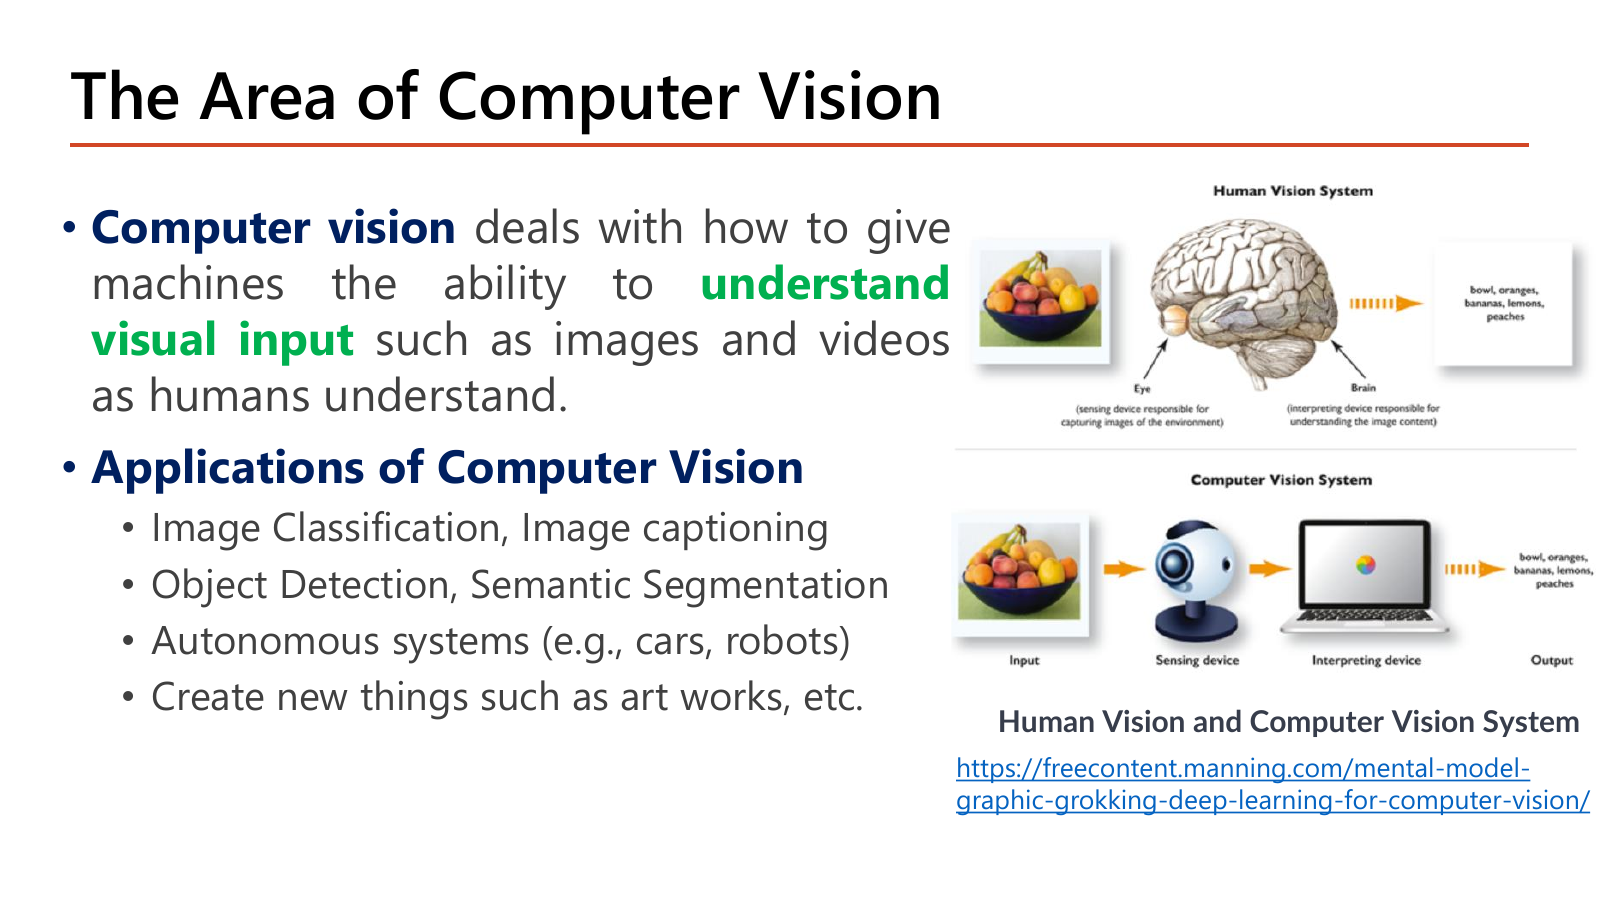 The Area of Computer Vision
• Computer vision deals with how to give
machines the ability to understand
visual input such as images and videos
as humans understand.
• Applications of Computer Vision
• Image Classification, Image captioning
• Object Detection, Semantic Segmentation
• Autonomous systems (e.g., cars, robots)
• Create new things such as art works, etc.
Human Vision System
bowl, oranges,
bananas, lemons,
peaches
Eye
(sensing device responsible for
capturing images of the environment)
Brain
(interpreting device responsible for
understanding the image content)
Computer Vision System
bowl, oranges,
bananas, lemons,
peaches
Input
Sensing device
Interpreting device
Output
Human Vision and Computer Vision System
https://freecontent.manning.com/mental-model-
graphic-grokking-deep-learning-for-computer-vision/